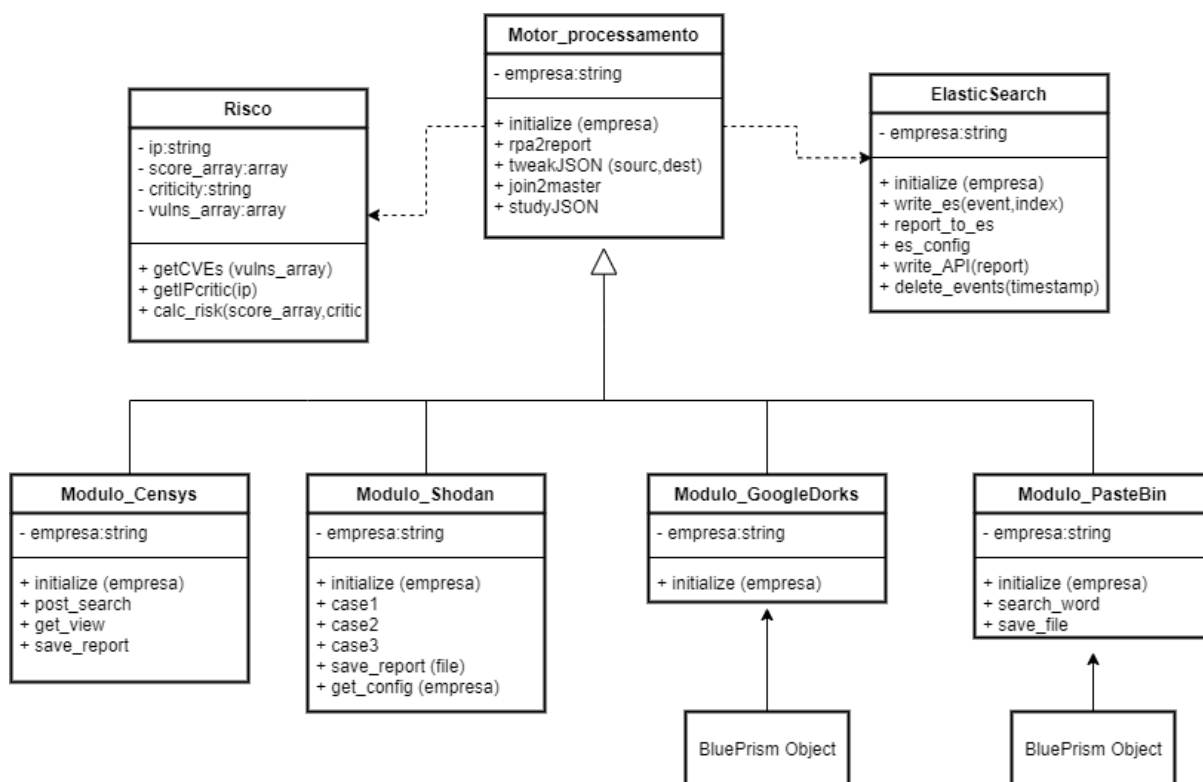 Motor_processamento
- empresa:string
+ initialize (empresa)
+ rpa2report
+ tweakJSON (sourc,dest)
+ join2master
+ studyJSON
Risco
- ip:string
- score_array:array
- criticity:string
- vulns_array:array
+ getCVEs (vulns_array)
+ getIPcritic(ip)
+ calc_risk(score_array,critic
ElasticSearch
- empresa:string
+ initialize (empresa)
+ write_es(event,index)
+ report_to_es
+ es_config
+ write_API(report)
+ delete_events(timestamp)
Modulo_Censys
- empresa:string
+ initialize (empresa)
+ post_search
+ get_view
+ save_report
Modulo_Shodan
- empresa:string
+ initialize (empresa)
+ case1
+ case2
+ case3
+ save_report (file)
+ get_config (empresa)
Modulo_GoogleDorks
- empresa:string
+ initialize (empresa)
Modulo_PasteBin
- empresa:string
+ initialize (empresa)
+ search_word
+ save_file
BluePrism Object
BluePrism Object